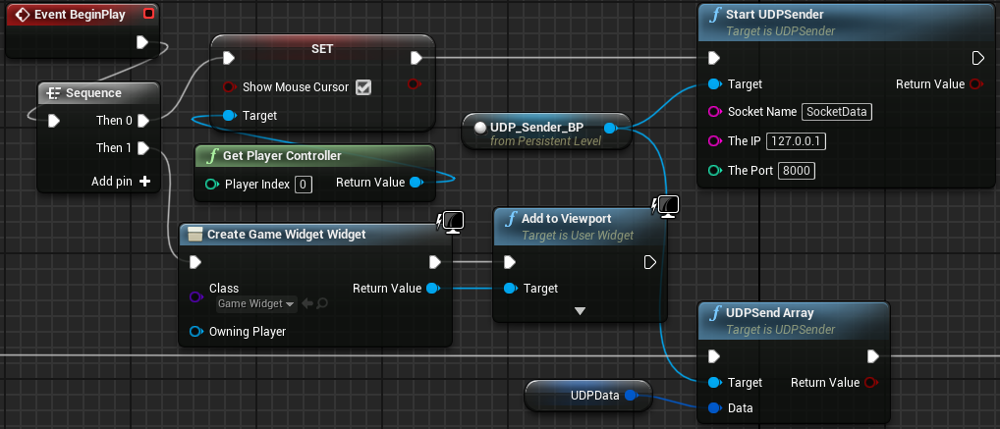 Event BeginPlay
Sequence
Then 0
Then 1
Add pin
SET
Show Mouse Cursor
Target
Get Player Controller
Player Index 0
Return Value
UDP_Sender_BP
from Persistent Level
Start UDPSender
Target is UDPSender
Target
Return Value
Socket Name SocketData
The IP 127.0.0.1
The Port 8000
Create Game Widget Widget
Class
Return Value
Game Widget
Owning Player
Add to Viewport
Target is User Widget
Target
UDPSend Array
Target is UDPSender
Target
Return Value
Data
UDPData